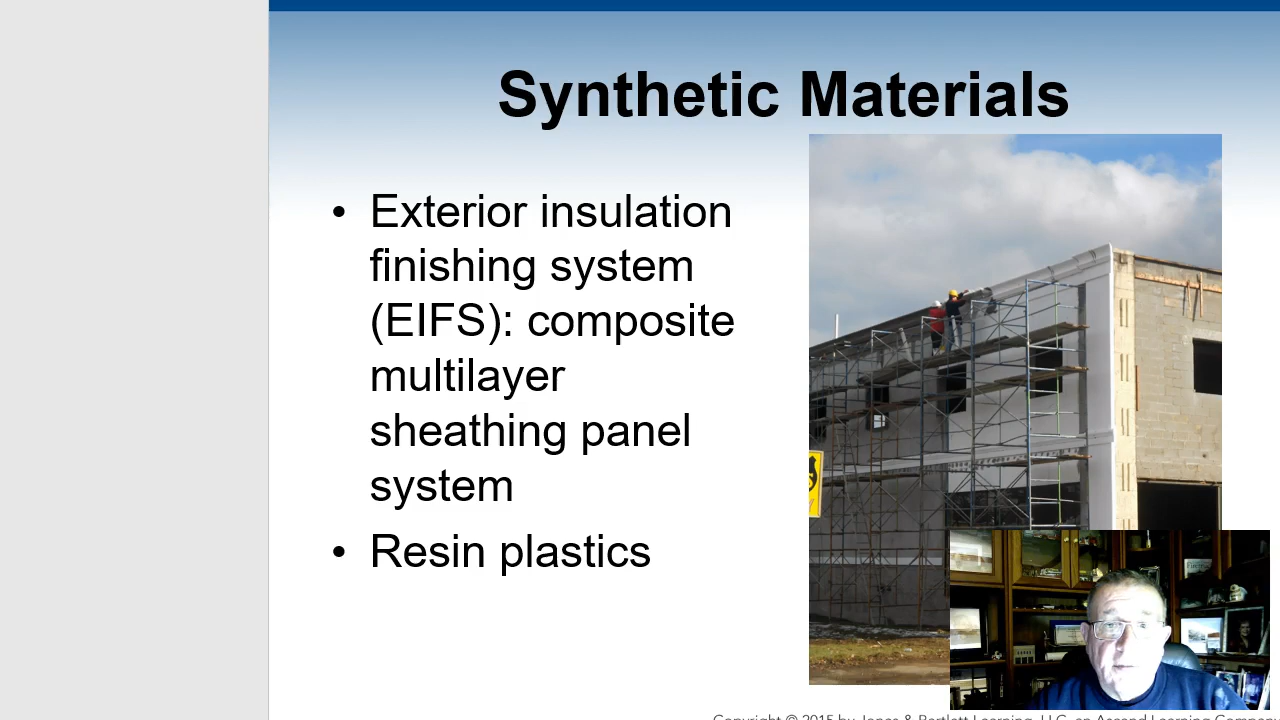 Synthetic Materials
• Exterior insulation
finishing system
(EIFS): composite
multilayer
sheathing panel
system
• Resin plastics
Copyright © 2015 by Jones & Bartlett Learning, LLC, an Ascend Learning Company